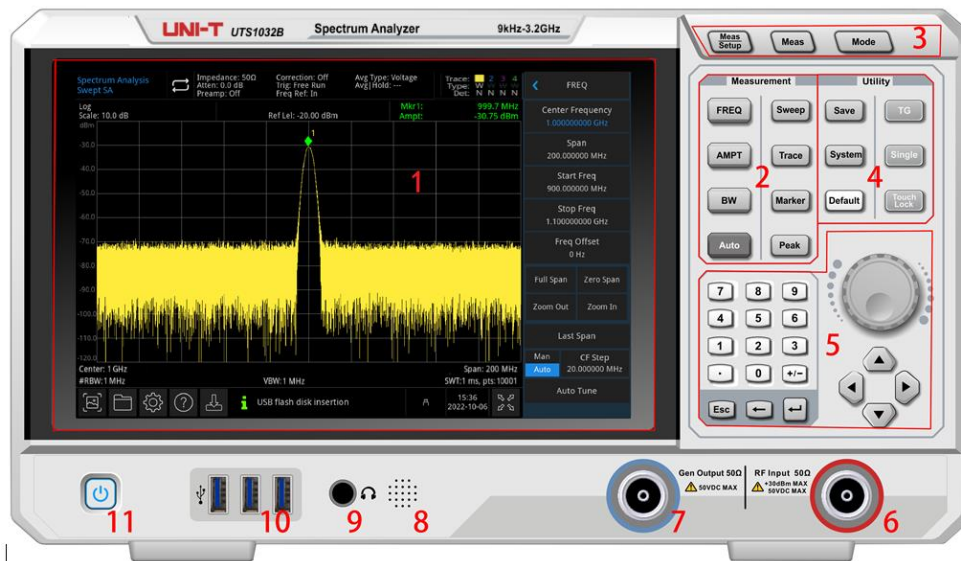 UNI-T UTS1032B Spectrum Analyzer 9kHz-3.2GHz
Meas Setup Meas Mode 3
Spectrum Analysis
Swept SA
Impedance: 50Ω Correction: Off Avg Type: Voltage
Atten: 0.0 dB Trig: Free Run Avg|Hold: ---
Preamp: Off Freq Ref: In
Trace: 2 3 4
Type: W W W W
Det: N N N N
Log
Scale: 10.0 dB Ref Lel: -20.00 dBm
Mkr1: 999.7 MHz
Ampt: -30.75 dBm
dBm
-30.0
-40.0
-50.0
-60.0
-70.0
-80.0
-90.0
-100.0
-110.0
-120.0
1
1
Center: 1 GHz Span: 200 MHz
#RBW:1 MHz VBW:1 MHz SWT:1 ms, pts:10001
USB flash disk insertion
15:36
2022-10-06
FREQ
Center Frequency
1.000000000 GHz
Span
200.000000 MHz
Start Freq
900.000000 MHz
Stop Freq
1.100000000 GHz
Freq Offset
0 Hz
Full Span Zero Span
Zoom Out Zoom In
Last Span
Man CF Step
Auto 20.000000 MHz
Auto Tune
Measurement
FREQ Sweep
AMPT Trace
2
BW Marker
Auto Peak
Utility
Save TG
System Single
4
Default Touch Lock
7 8 9
4 5 6
1 2 3
. 0 +/-
Esc
5
11
10
9
8
Gen Output 50Ω
50VDC MAX
7
RF Input 50Ω
+30dBm MAX
50VDC MAX
6